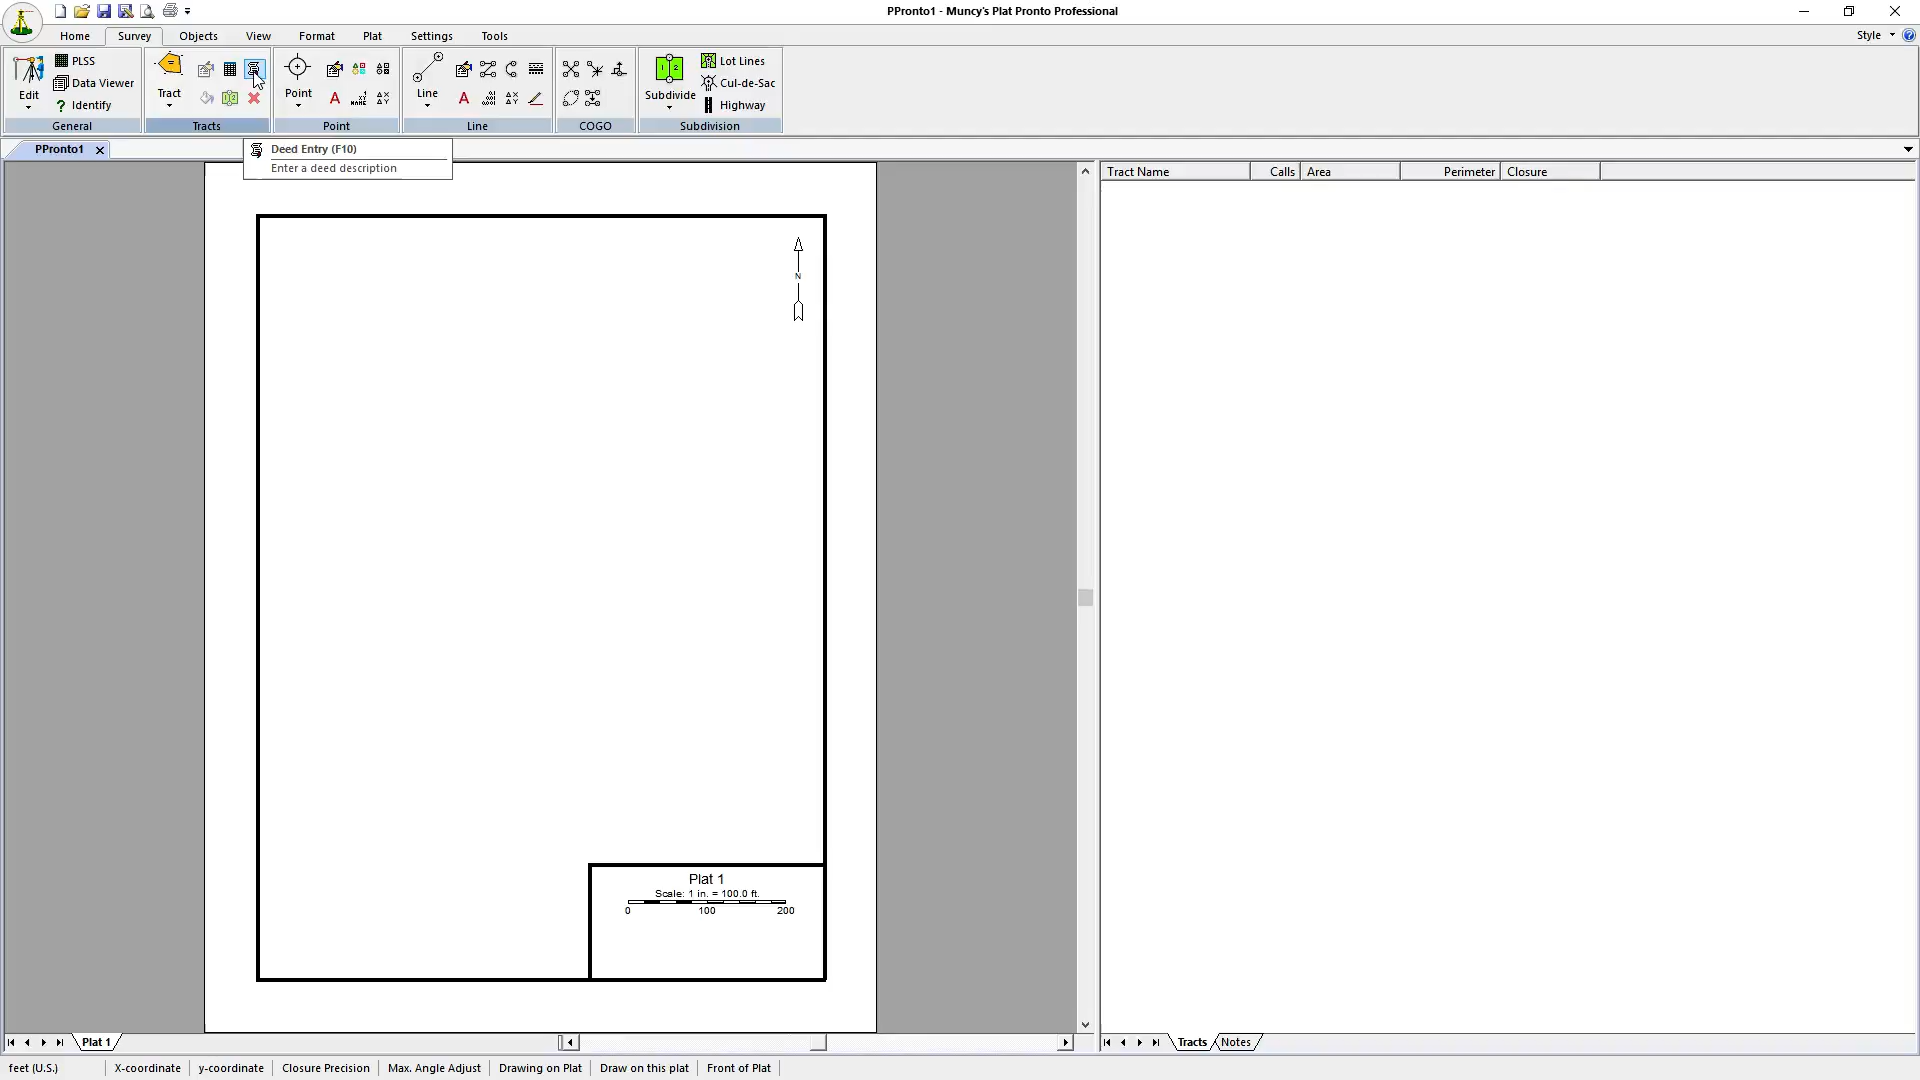 PPronto1 - Muncy's Plat Pronto Professional
Home
Survey
Objects
View
Format
Plat
Settings
Tools
Style
Edit
PLSS
Data Viewer
Identify
General
Tract
Tracts
Point
Point
Line
Line
COGO
Subdivide
Lot Lines
Cul-de-Sac
Highway
Subdivision
PPronto1
Deed Entry (F10)
Enter a deed description
Tract Name
Calls
Area
Perimeter
Closure
N
Plat 1
Scale: 1 in. = 100.0 ft.
0 100 200
Plat 1
Tracts
Notes
feet (U.S.)
X-coordinate
y-coordinate
Closure Precision
Max. Angle Adjust
Drawing on Plat
Draw on this plat
Front of Plat